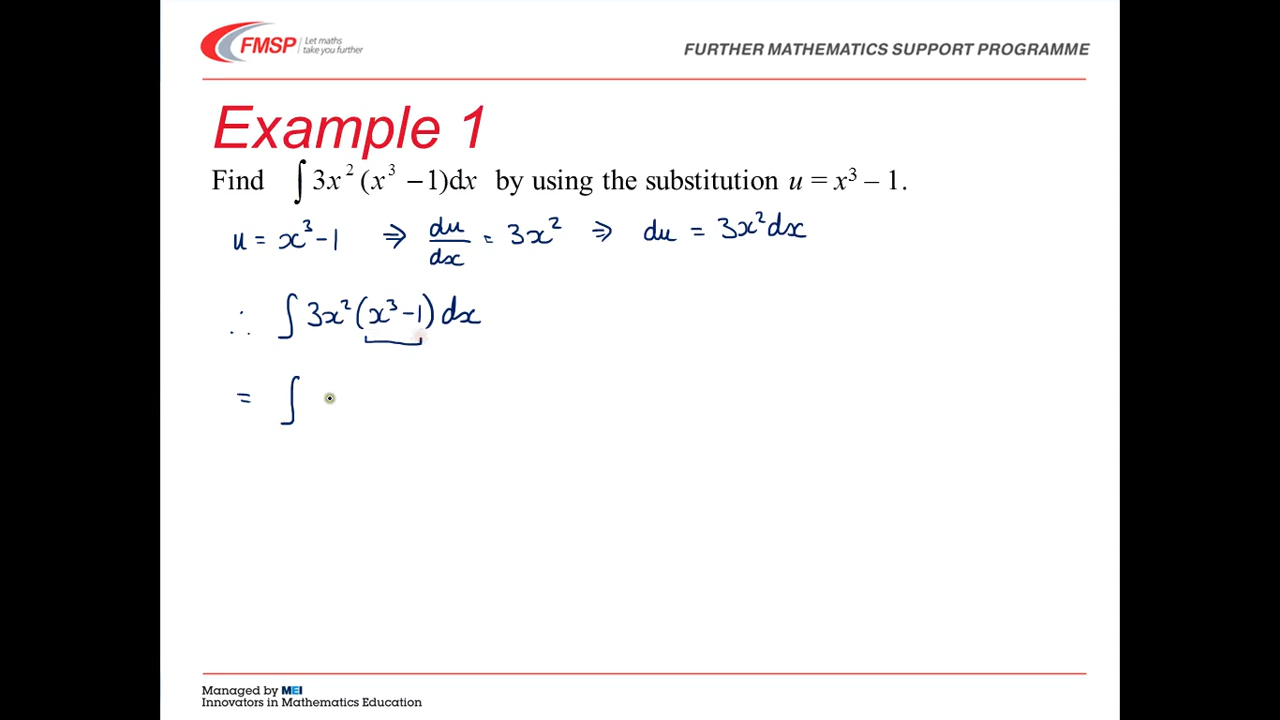 FMSP Let maths take you further
FURTHER MATHEMATICS SUPPORT PROGRAMME
Example 1
Find ∫ 3x² (x³ − 1)dx by using the substitution u = x³ – 1.
u = x³ − 1 ⇒ du/dx = 3x² ⇒ du = 3x² dx
∴ ∫ 3x² (x³ − 1) dx
= ∫
Managed by MEI
Innovators in Mathematics Education